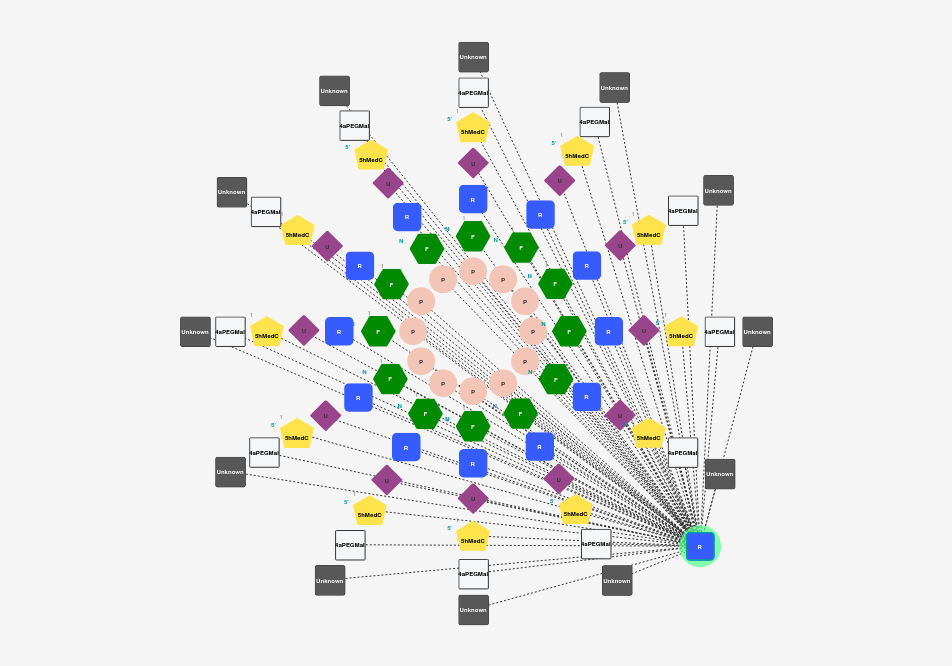 Unknown
Unknown Unknown
4aPEGMal
4aPEGMal 4aPEGMal
5' 5hMedC
5' 5hMedC 5' 5hMedC
U
U U
Unknown Unknown
R
4aPEGMal R R 4aPEGMal
5hMedC 5' 5hMedC
N F N
U N F F U
R R
P
P P
F N F
P P
Unknown 4aPEGMal 5hMedC U R F P P N F R U 5hMedC 4aPEGMal Unknown
P P
N F N F
P P
R P R
N F N F
U U
5' 5hMedC N F 5hMedC
R R
4aPEGMal 4aPEGMal
R
Unknown Unknown
U U
U
5' 5hMedC 5' 5hMedC
5' 5hMedC
4aPEGMal 4aPEGMal R
4aPEGMal
Unknown Unknown
Unknown